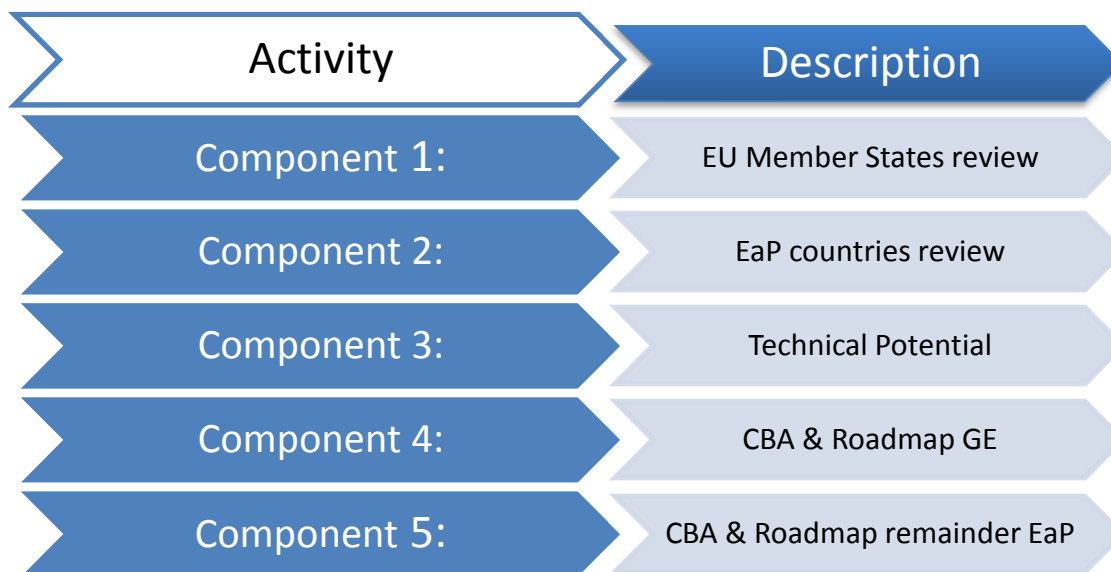 Activity
Description
Component 1:
EU Member States review
Component 2:
EaP countries review
Component 3:
Technical Potential
Component 4:
CBA & Roadmap GE
Component 5:
CBA & Roadmap remainder EaP